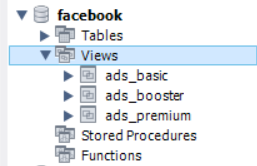 facebook
Tables
Views
ads_basic
ads_booster
ads_premium
Stored Procedures
Functions